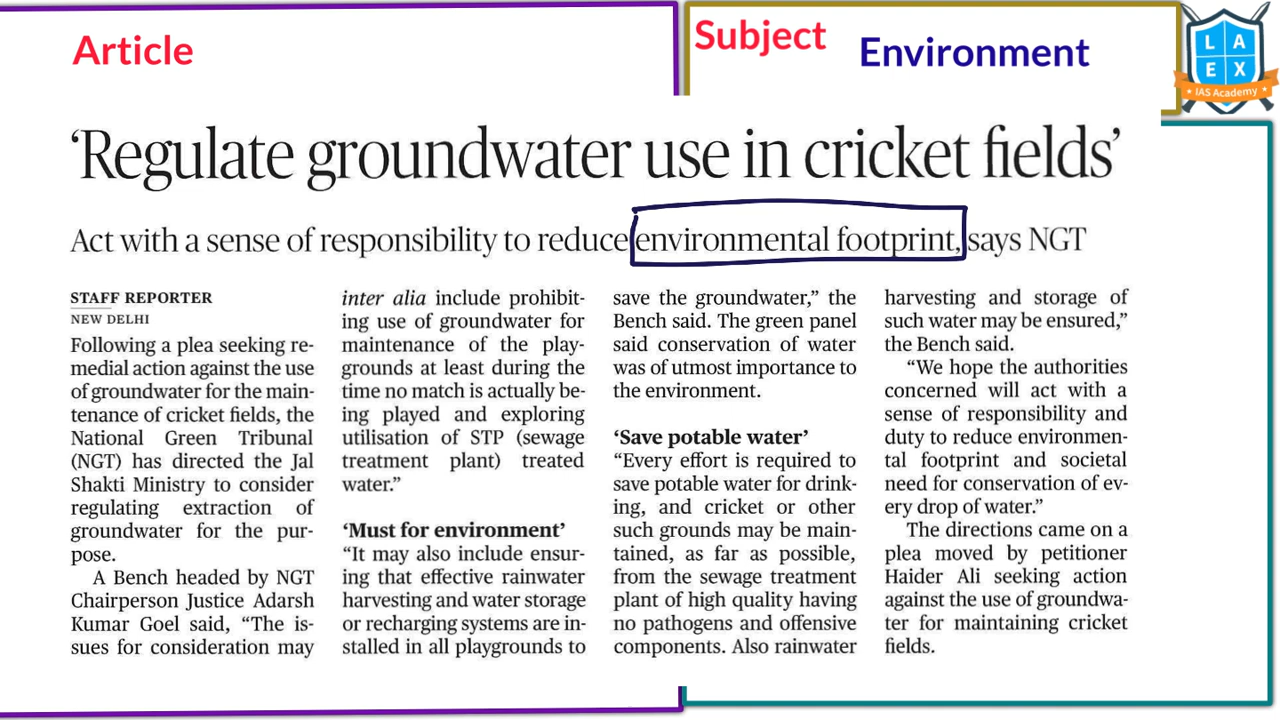 Article
Subject
Environment
L A
E X
IAS Academy
‘Regulate groundwater use in cricket fields’
Act with a sense of responsibility to reduce environmental footprint, says NGT
STAFF REPORTER
NEW DELHI
Following a plea seeking re-
medial action against the use
of groundwater for the main-
tenance of cricket fields, the
National Green Tribunal
(NGT) has directed the Jal
Shakti Ministry to consider
regulating extraction of
groundwater for the pur-
pose.
A Bench headed by NGT
Chairperson Justice Adarsh
Kumar Goel said, “The is-
sues for consideration may
inter alia include prohibit-
ing use of groundwater for
maintenance of the play-
grounds at least during the
time no match is actually be-
ing played and exploring
utilisation of STP (sewage
treatment plant) treated
water.”
‘Must for environment’
“It may also include ensur-
ing that effective rainwater
harvesting and water storage
or recharging systems are in-
stalled in all playgrounds to
save the groundwater,” the
Bench said. The green panel
said conservation of water
was of utmost importance to
the environment.
‘Save potable water’
“Every effort is required to
save potable water for drink-
ing, and cricket or other
such grounds may be main-
tained, as far as possible,
from the sewage treatment
plant of high quality having
no pathogens and offensive
components. Also rainwater
harvesting and storage of
such water may be ensured,”
the Bench said.
“We hope the authorities
concerned will act with a
sense of responsibility and
duty to reduce environmen-
tal footprint and societal
need for conservation of ev-
ery drop of water.”
The directions came on a
plea moved by petitioner
Haider Ali seeking action
against the use of groundwa-
ter for maintaining cricket
fields.